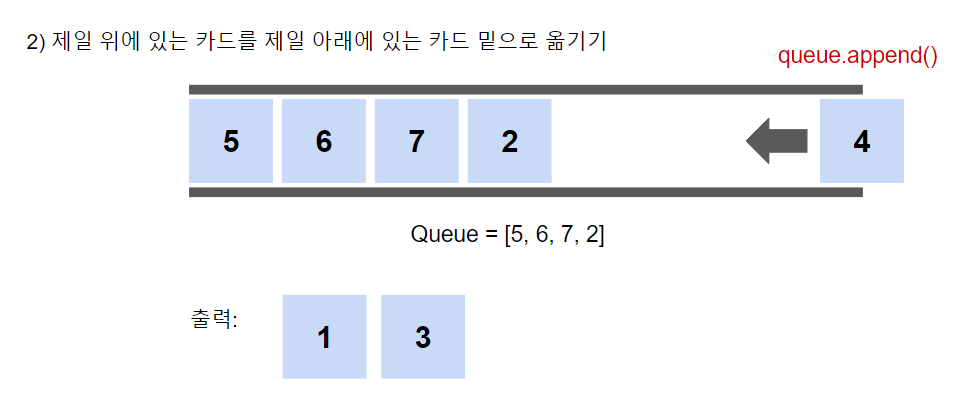 2) 제일 위에 있는 카드를 제일 아래에 있는 카드 밑으로 옮기기
queue.append()
5 6 7 2 4
Queue = [5, 6, 7, 2]
출력: 1 3